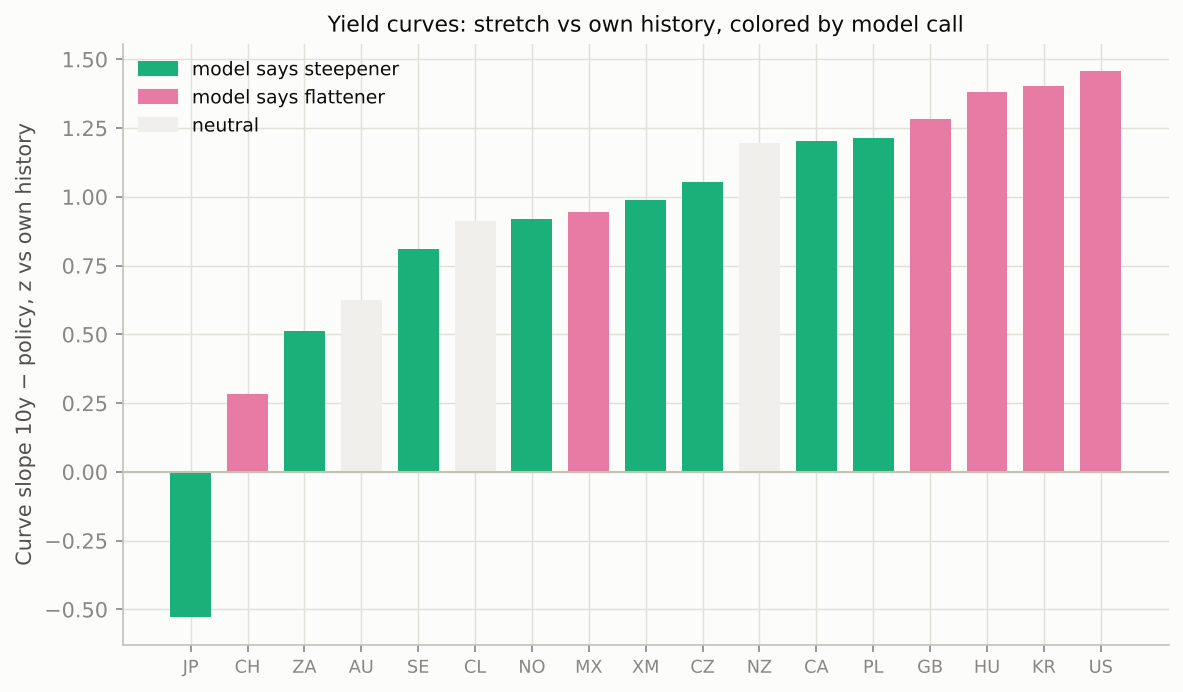 Yield curves: stretch vs own history, colored by model call
model says steepener
model says flattener
neutral
Curve slope 10y − policy, z vs own history
1.50
1.25
1.00
0.75
0.50
0.25
0.00
−0.25
−0.50
JP CH ZA AU SE CL NO MX XM CZ NZ CA PL GB HU KR US